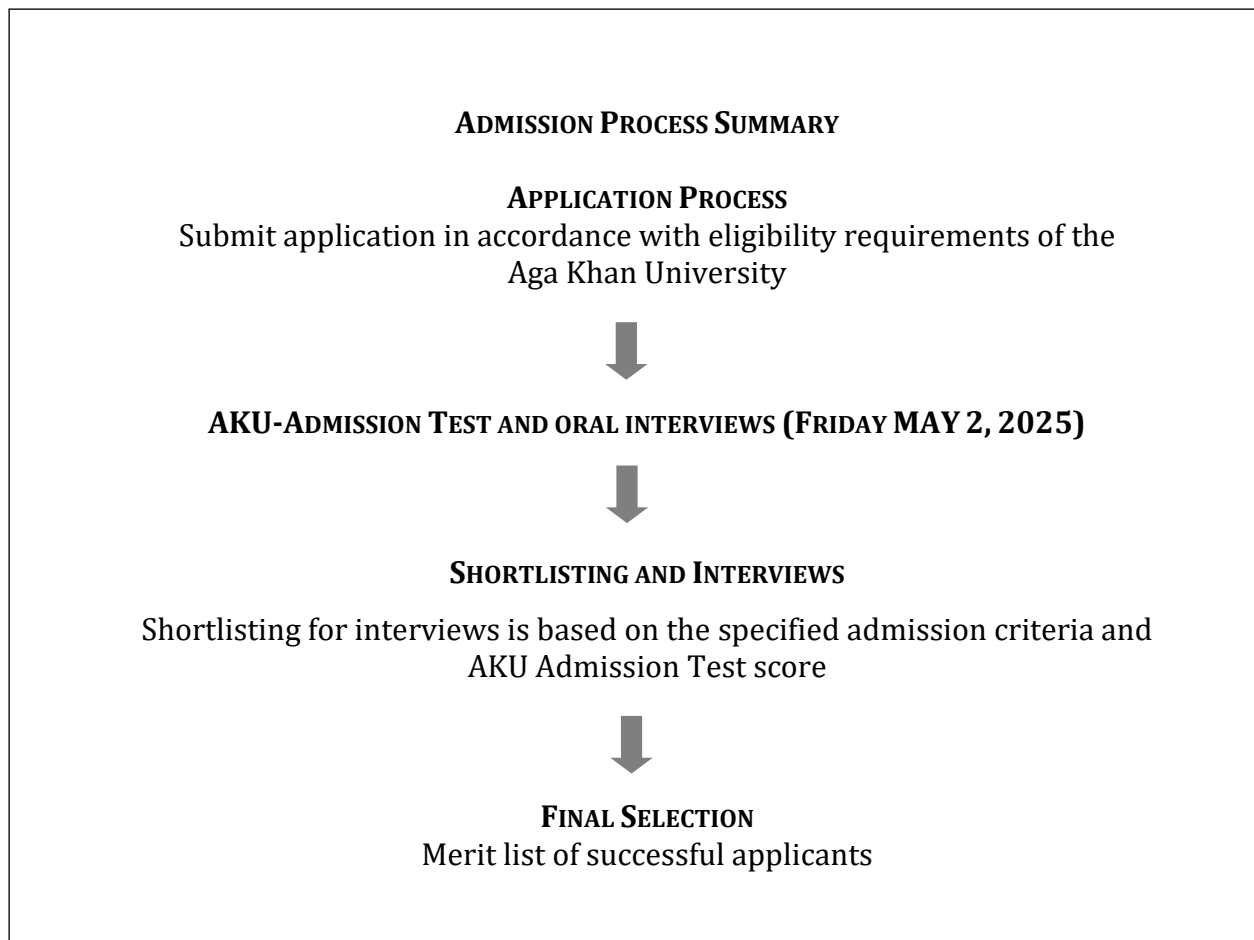 ADMISSION PROCESS SUMMARY
APPLICATION PROCESS
Submit application in accordance with eligibility requirements of the
Aga Khan University
AKU-ADMISSION TEST AND ORAL INTERVIEWS (FRIDAY MAY 2, 2025)
SHORTLISTING AND INTERVIEWS
Shortlisting for interviews is based on the specified admission criteria and
AKU Admission Test score
FINAL SELECTION
Merit list of successful applicants